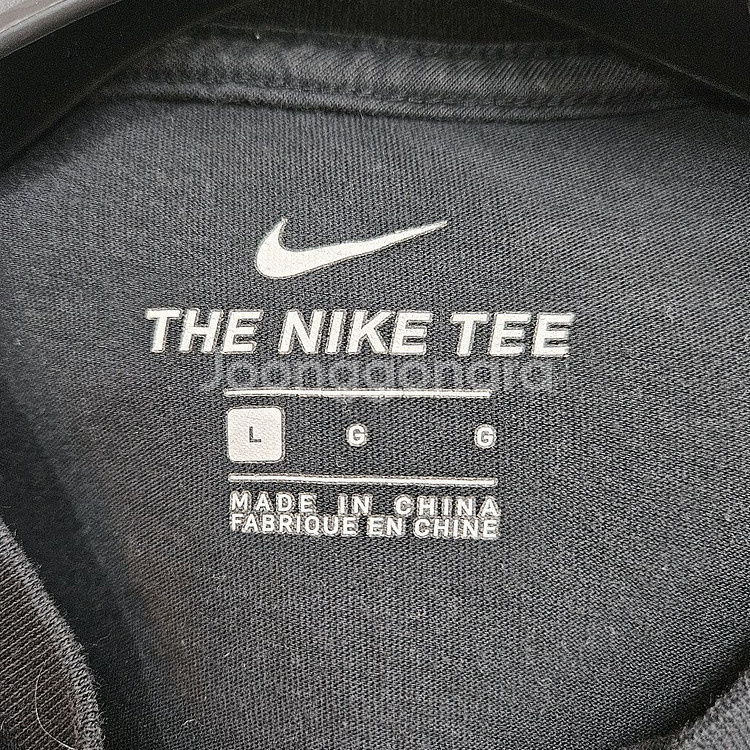 THE NIKE TEE
Joonggonara
L G G
MADE IN CHINA
FABRIQUE EN CHINE